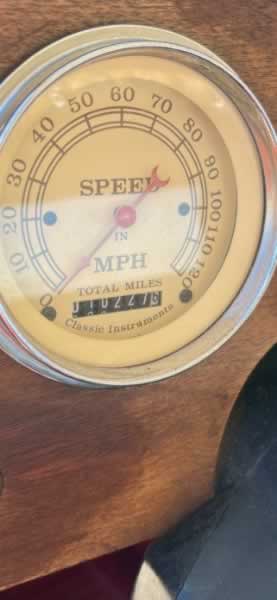 0 10 20 30 40 50 60 70 80 90 100 110 120
SPEED
IN
MPH
TOTAL MILES
Classic Instruments